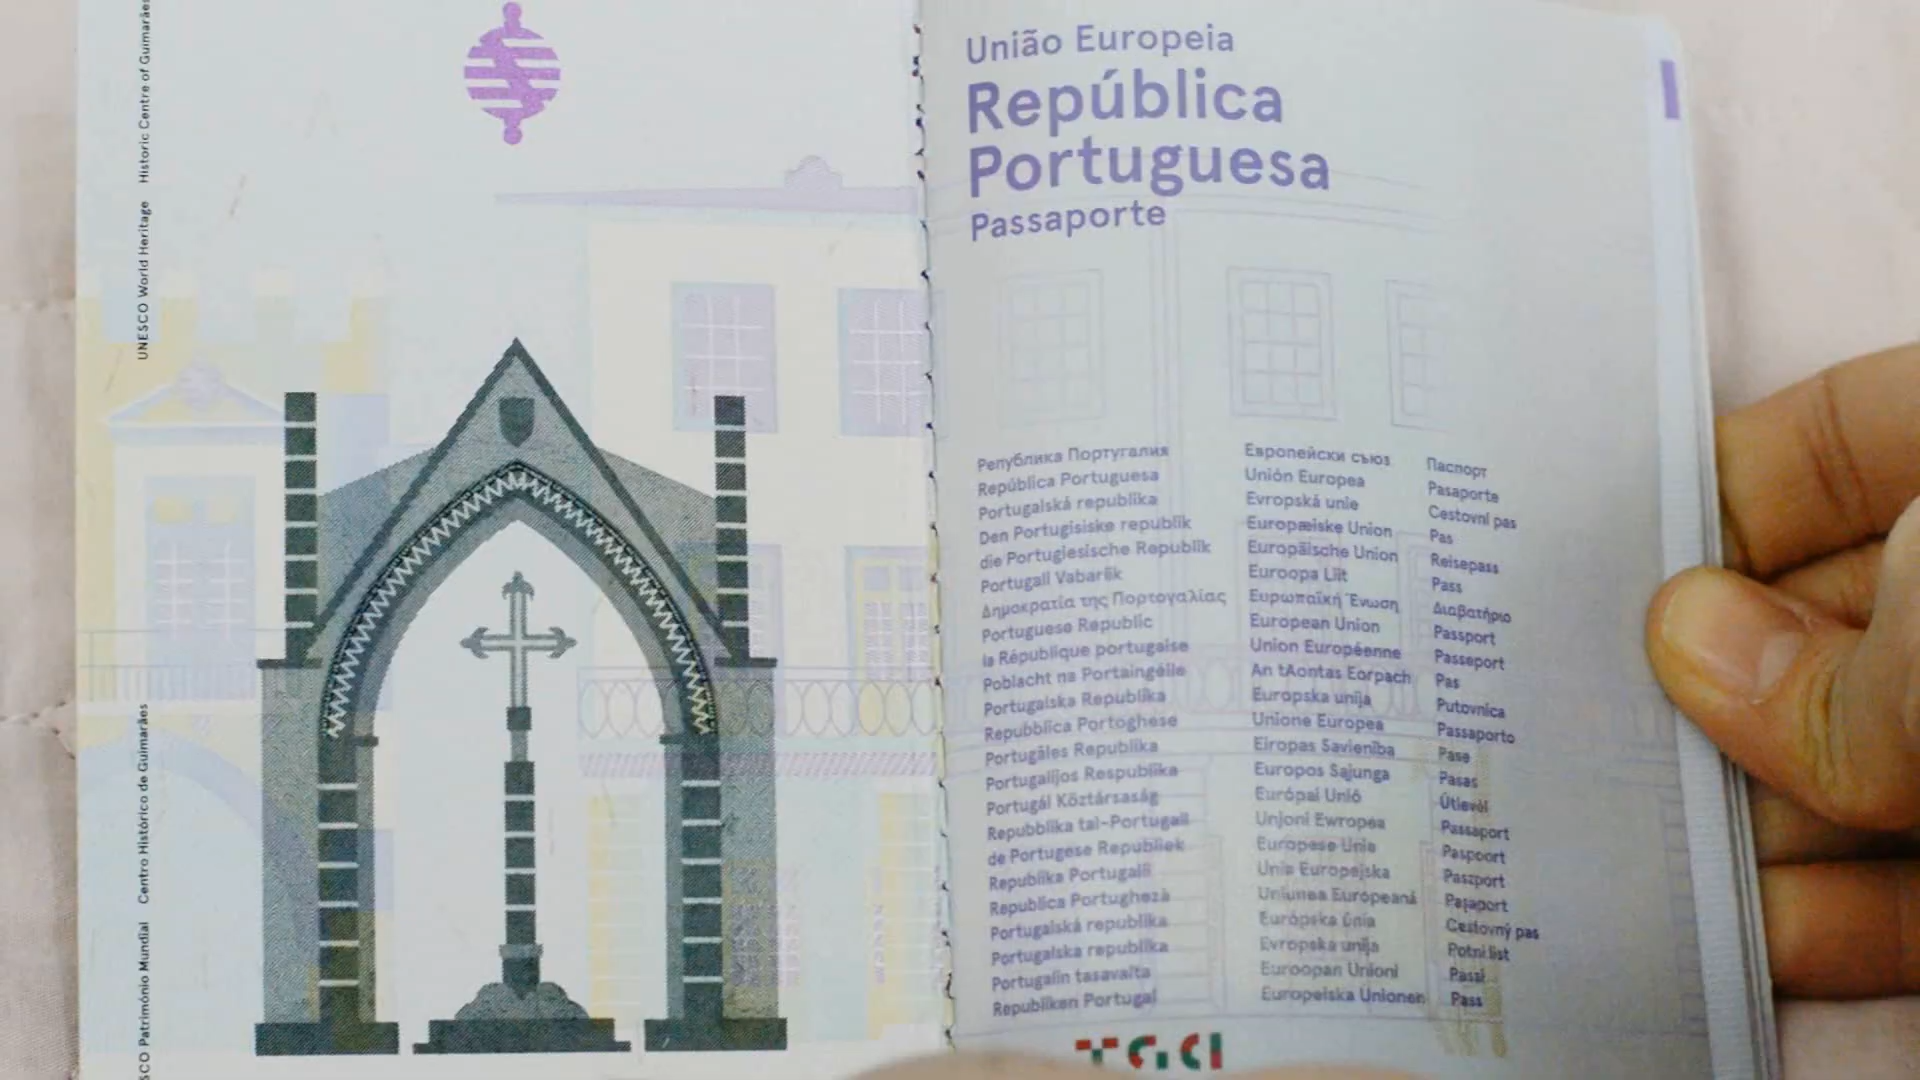 UNESCO World Heritage Historic Centre of Guimarães
SCO Património Mundial Centro Histórico de Guimarães
União Europeia
República
Portuguesa
Passaporte
Република Португалия Европейски съюз Паспорт
República Portuguesa Unión Europea Pasaporte
Portugalská republika Evropská unie Cestovní pas
Den Portugisiske republik Europæiske Union Pas
die Portugiesische Republik Europäische Union Reisepass
Portugali Vabariik Euroopa Liit Pass
Δημοκρατία της Πορτογαλίας Ευρωπαϊκή Ένωση Διαβατήριο
Portuguese Republic European Union Passport
la République portugaise Union Européenne Passeport
Poblacht na Portaingéile An tAontas Eorpach Pas
Portugalska Republika Europska unija Putovnica
Repubblica Portoghese Unione Europea Passaporto
Portugāles Republika Eiropas Savienība Pase
Portugalijos Respublika Europos Sąjunga Pasas
Portugál Köztársaság Európai Unió Útlevél
Repubblika tal-Portugall Unjoni Ewropea Passaport
de Portugese Republiek Europese Unie Paspoort
Republika Portugalii Unia Europejska Paszport
Republica Portugheză Uniunea Europeană Pașaport
Portugalská republika Európska únia Cestovný pas
Portugalska republika Evropska unija Potni list
Portugalin tasavalta Euroopan Unioni Passi
Republiken Portugal Europeiska Unionen Pass